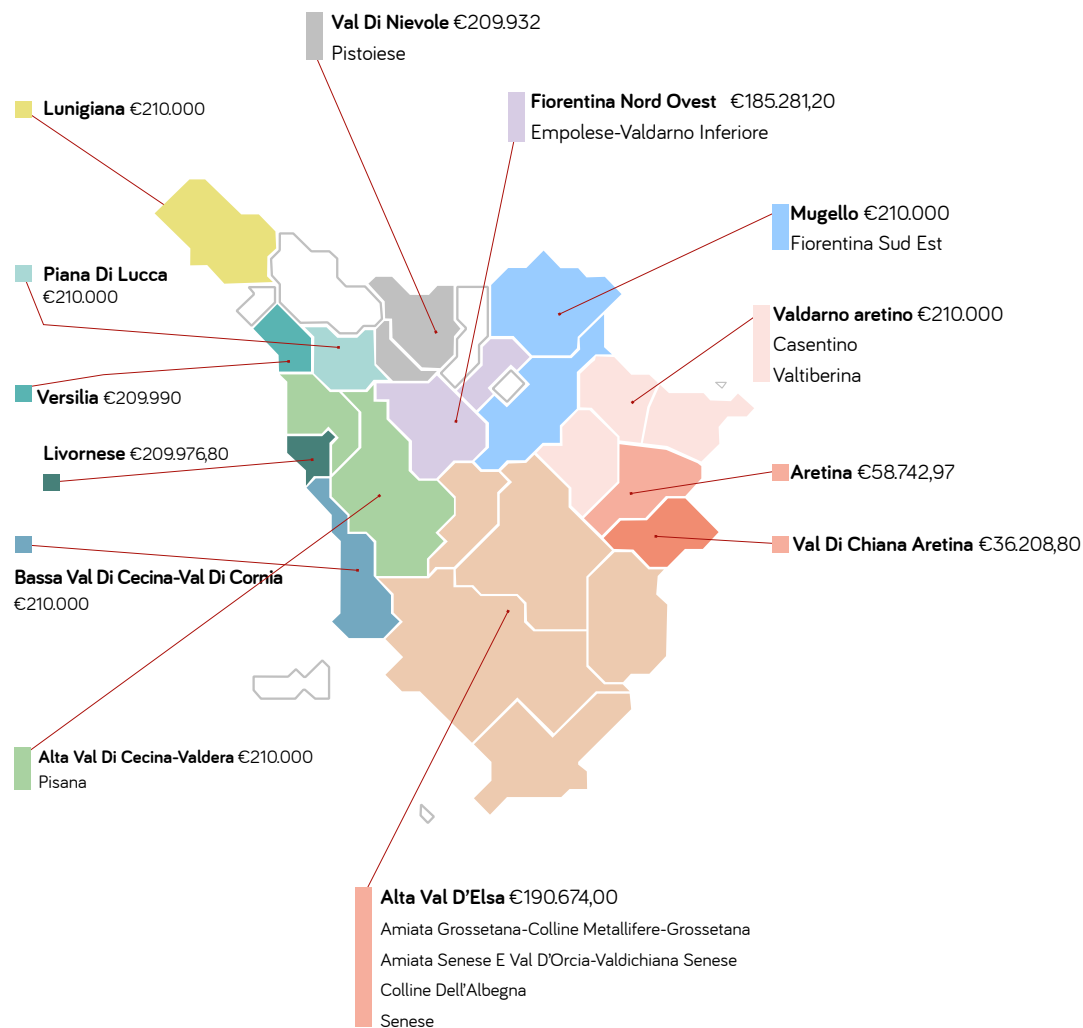 Val Di Nievole €209.932
Pistoiese
Lunigiana €210.000
Fiorentina Nord Ovest €185.281,20
Empolese-Valdarno Inferiore
Mugello €210.000
Fiorentina Sud Est
Piana Di Lucca
€210.000
Valdarno aretino €210.000
Casentino
Valtiberina
Versilia €209.990
Livornese €209.976,80
Aretina €58.742,97
Val Di Chiana Aretina €36.208,80
Bassa Val Di Cecina-Val Di Cornia
€210.000
Alta Val Di Cecina-Valdera €210.000
Pisana
Alta Val D'Elsa €190.674,00
Amiata Grossetana-Colline Metallifere-Grossetana
Amiata Senese E Val D'Orcia-Valdichiana Senese
Colline Dell'Albegna
Senese